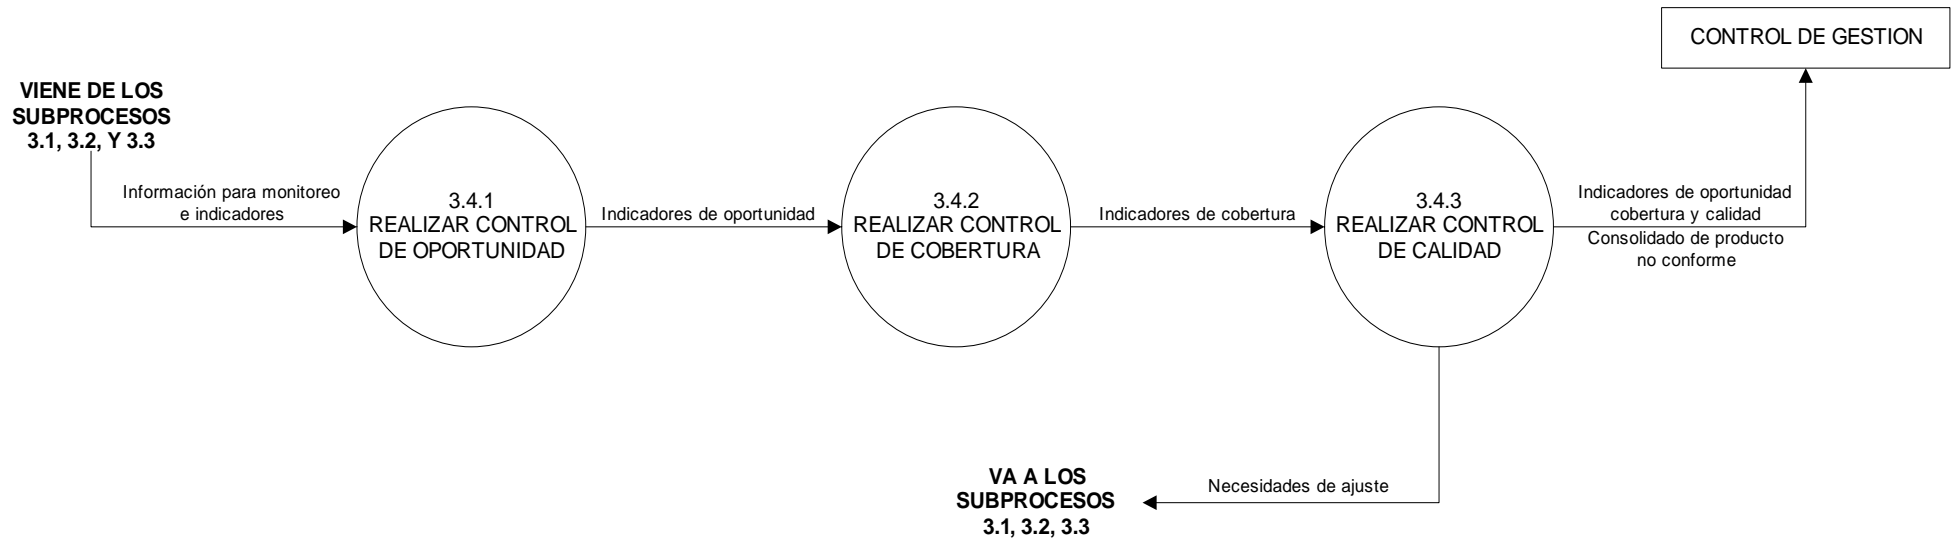 CONTROL DE GESTION
VIENE DE LOS
SUBPROCESOS
3.1, 3.2, Y 3.3
Información para monitoreo
e indicadores
3.4.1
REALIZAR CONTROL
DE OPORTUNIDAD
Indicadores de oportunidad
3.4.2
REALIZAR CONTROL
DE COBERTURA
Indicadores de cobertura
3.4.3
REALIZAR CONTROL
DE CALIDAD
Indicadores de oportunidad
cobertura y calidad
Consolidado de producto
no conforme
Necesidades de ajuste
VA A LOS
SUBPROCESOS
3.1, 3.2, 3.3